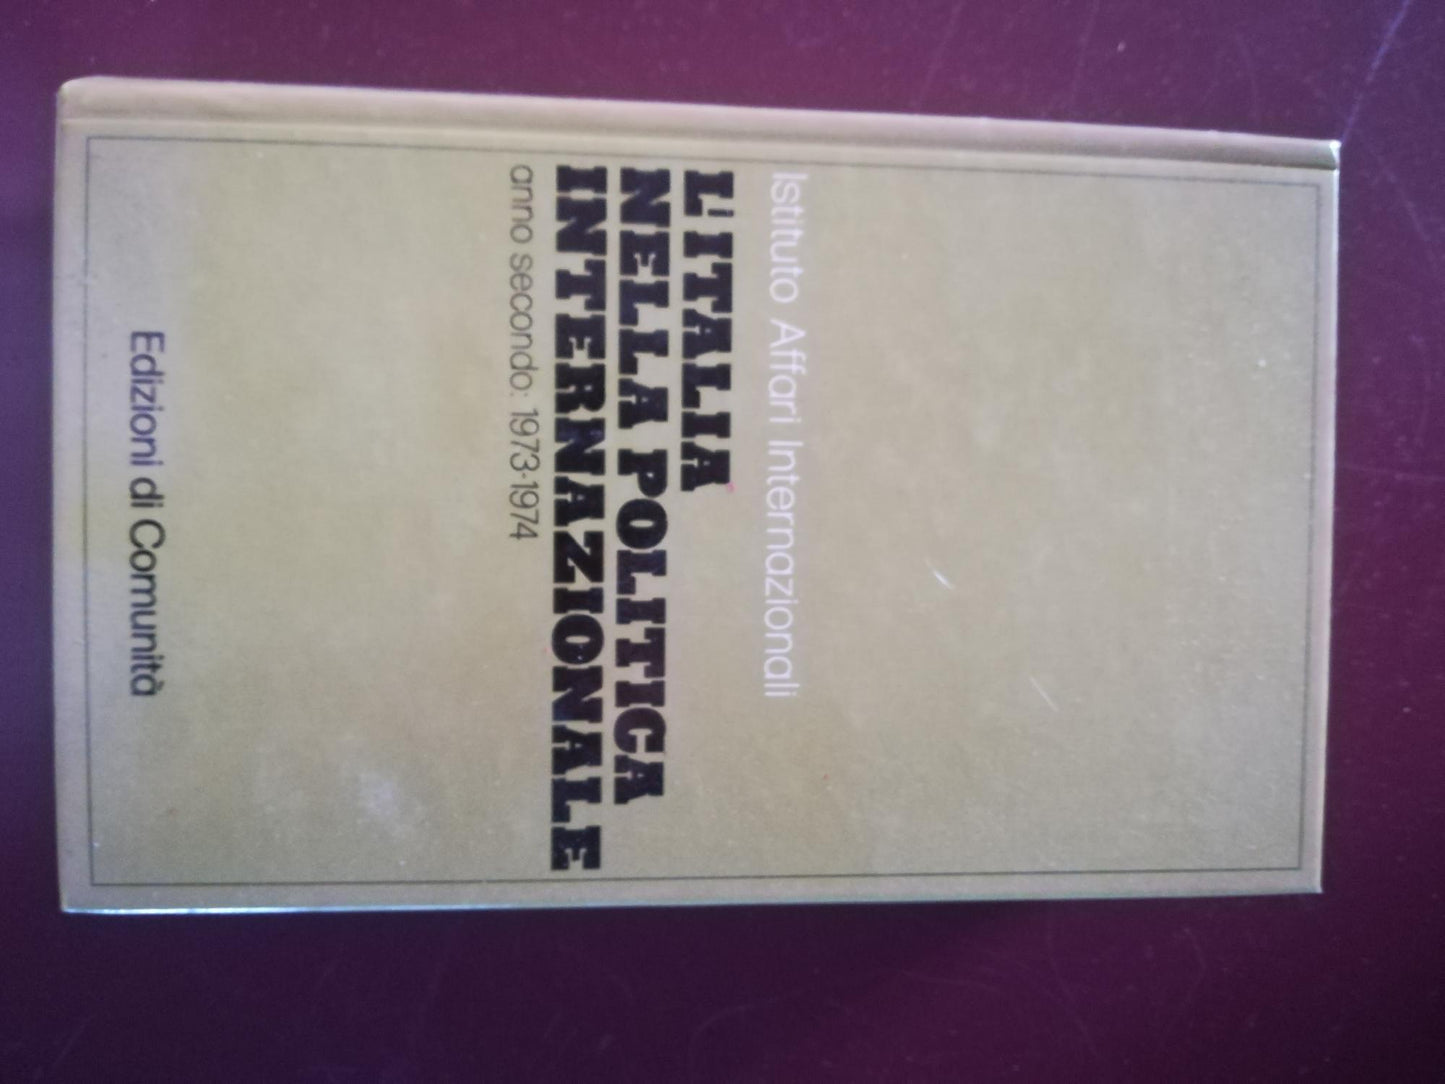 Istituto Affari Internazionali
L'ITALIA
NELLA POLITICA
INTERNAZIONALE
anno secondo: 1973-1974
Edizioni di Comunità